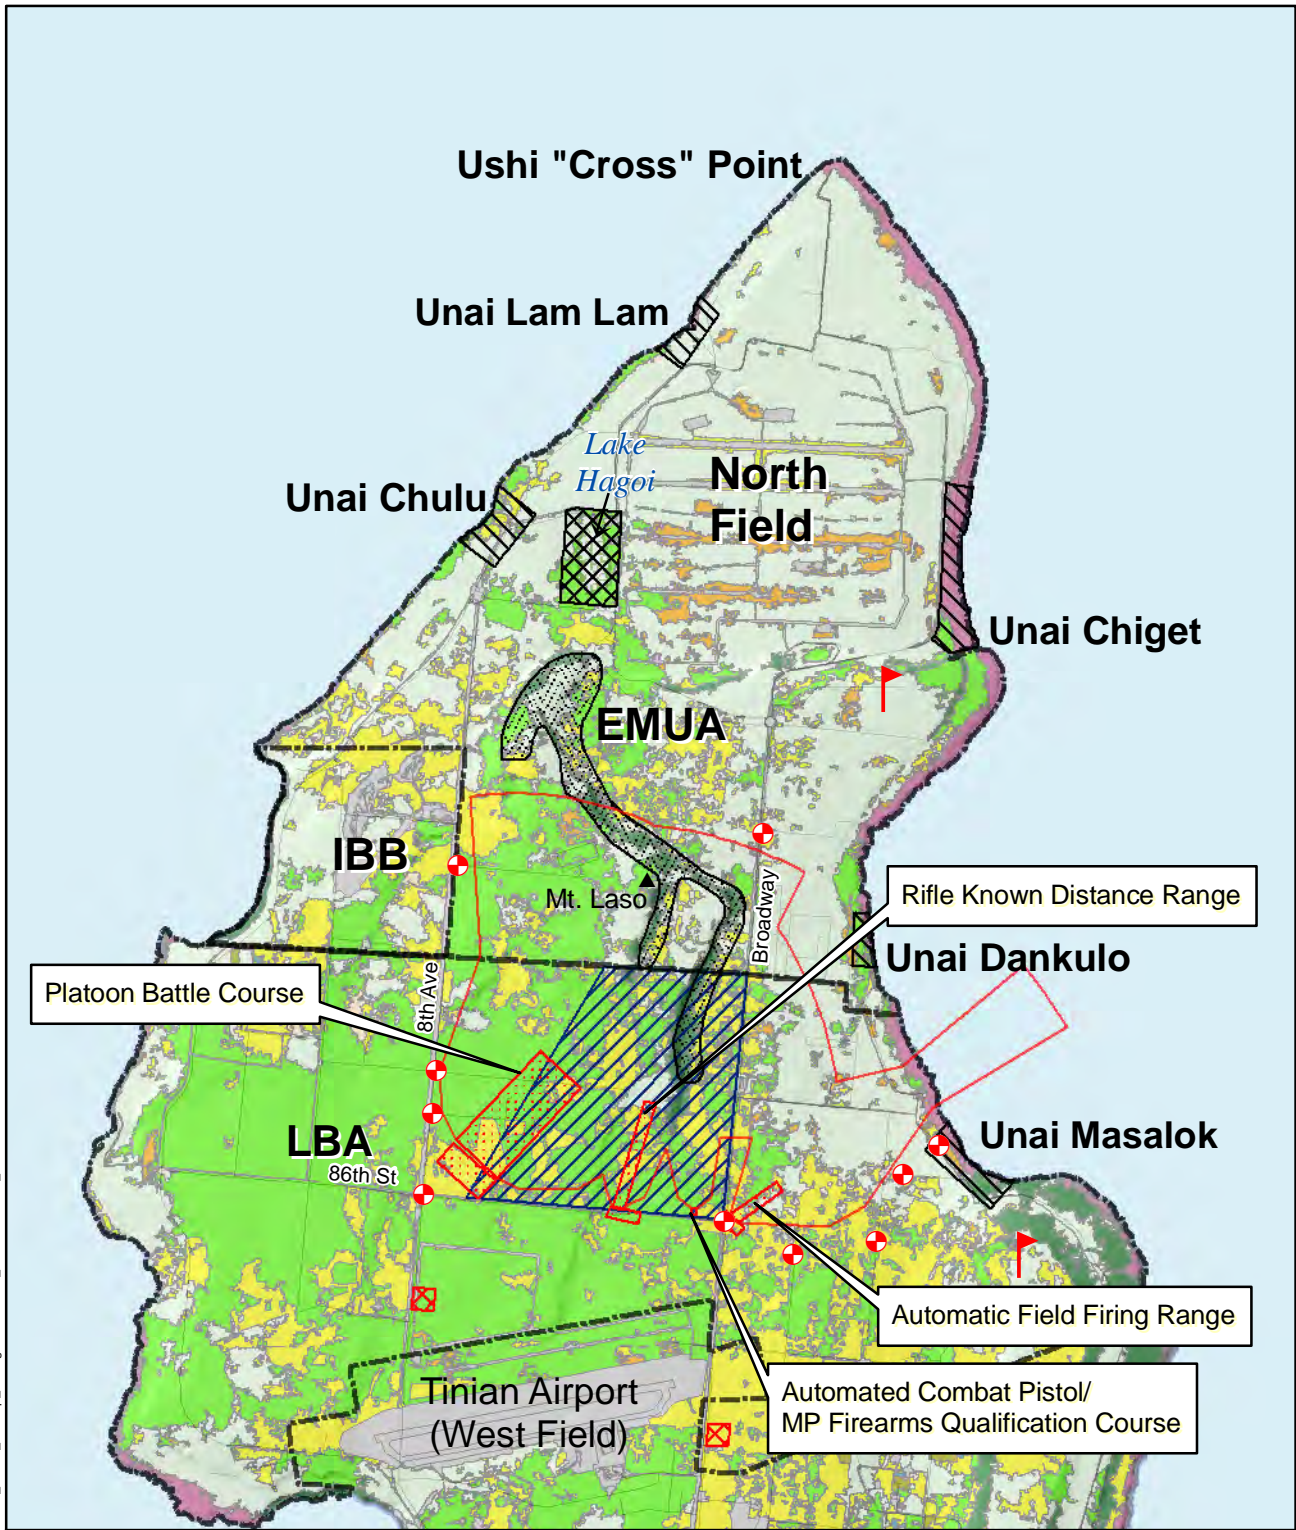 Ushi "Cross" Point
Unai Lam Lam
Lake
Hagoi
North
Field
Unai Chulu
Unai Chiget
EMUA
IBB
Mt. Laso
Broadway
Rifle Known Distance Range
Unai Dankulo
Platoon Battle Course
8th Ave
LBA
86th St
Unai Masalok
Automatic Field Firing Range
Tinian Airport
(West Field)
Automated Combat Pistol/
MP Firearms Qualification Course